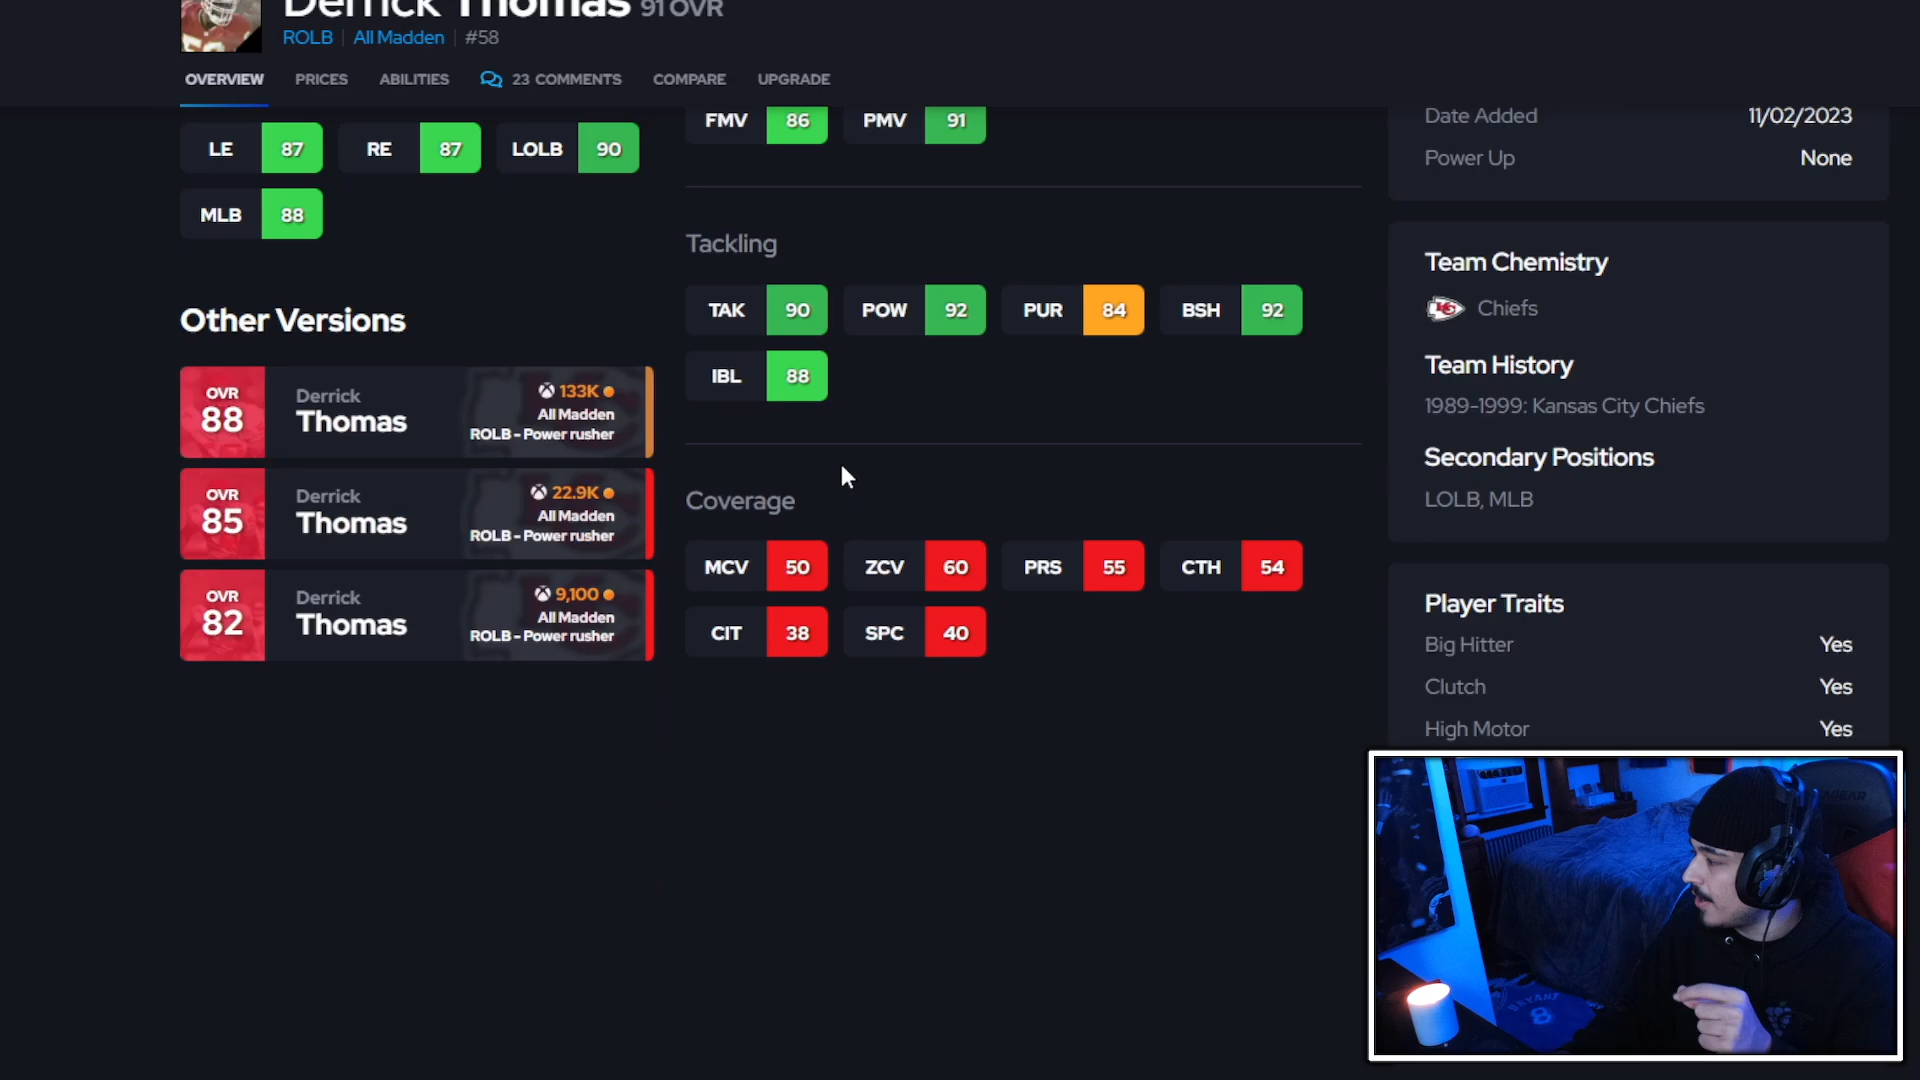 Derrick Thomas 91 OVR
ROLB | All Madden | #58
OVERVIEW PRICES ABILITIES 23 COMMENTS COMPARE UPGRADE
LE 87 RE 87 LOLB 90
MLB 88
Other Versions
OVR 88 Derrick Thomas 133K All Madden ROLB - Power rusher
OVR 85 Derrick Thomas 22.9K All Madden ROLB - Power rusher
OVR 82 Derrick Thomas 9,100 All Madden ROLB - Power rusher
FMV 86 PMV 91
Tackling
TAK 90 POW 92 PUR 84 BSH 92
IBL 88
Coverage
MCV 50 ZCV 60 PRS 55 CTH 54
CIT 38 SPC 40
Date Added 11/02/2023
Power Up None
Team Chemistry
KC Chiefs
Team History
1989-1999: Kansas City Chiefs
Secondary Positions
LOLB, MLB
Player Traits
Big Hitter Yes
Clutch Yes
High Motor Yes
BRYANT
8